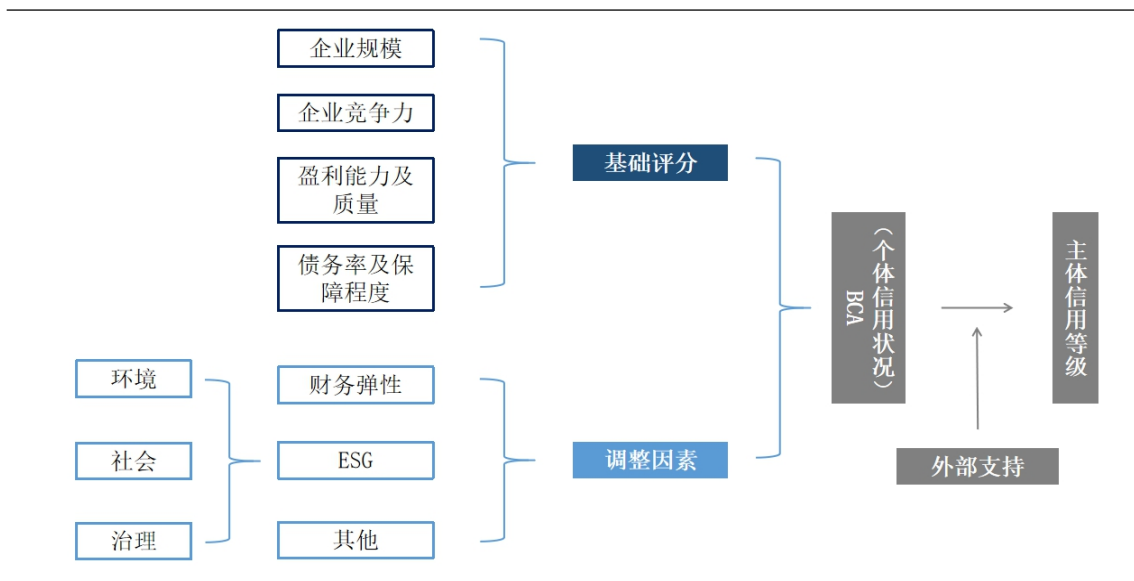 企业规模
企业竞争力
盈利能力及
质量
债务率及保
障程度
基础评分
环境
社会
治理
财务弹性
ESG
其他
调整因素
（个体信用状况）
BCA
外部支持
主体信用等级